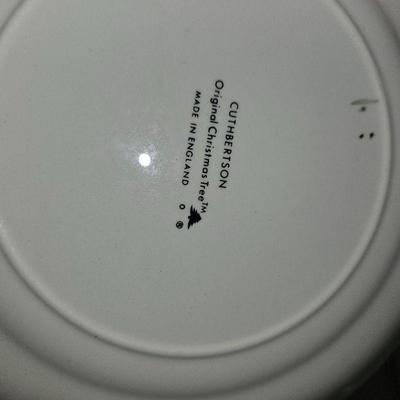 CUTHBERTSON
Original Christmas Tree™
MADE IN ENGLAND
®